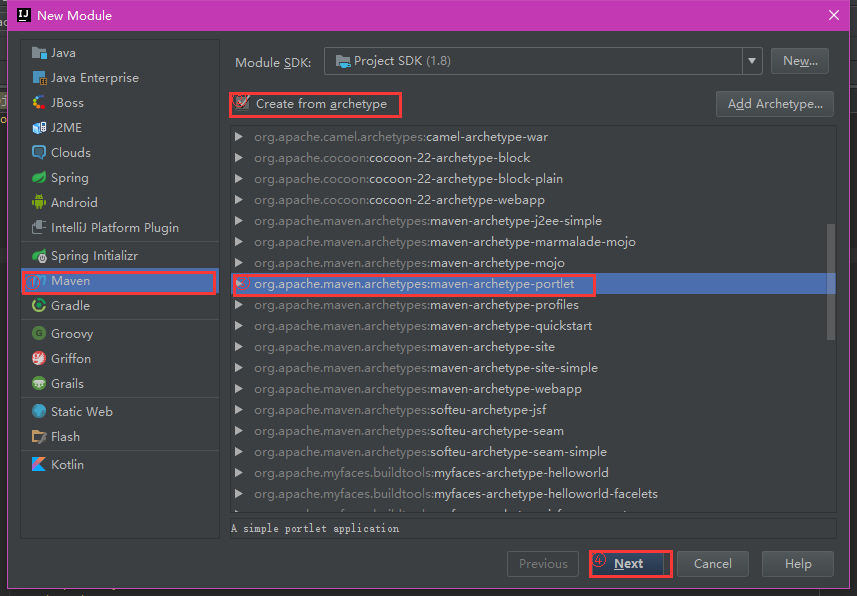 New Module
Java
Java Enterprise
JBoss
J2ME
Clouds
Spring
Android
IntelliJ Platform Plugin
Spring Initializr
Maven
Gradle
Groovy
Griffon
Grails
Static Web
Flash
Kotlin
Module SDK: Project SDK (1.8) New...
Create from archetype Add Archetype...
org.apache.camel.archetypes:camel-archetype-war
org.apache.cocoon:cocoon-22-archetype-block
org.apache.cocoon:cocoon-22-archetype-block-plain
org.apache.cocoon:cocoon-22-archetype-webapp
org.apache.maven.archetypes:maven-archetype-j2ee-simple
org.apache.maven.archetypes:maven-archetype-marmalade-mojo
org.apache.maven.archetypes:maven-archetype-mojo
org.apache.maven.archetypes:maven-archetype-portlet
org.apache.maven.archetypes:maven-archetype-profiles
org.apache.maven.archetypes:maven-archetype-quickstart
org.apache.maven.archetypes:maven-archetype-site
org.apache.maven.archetypes:maven-archetype-site-simple
org.apache.maven.archetypes:maven-archetype-webapp
org.apache.maven.archetypes:softeu-archetype-jsf
org.apache.maven.archetypes:softeu-archetype-seam
org.apache.maven.archetypes:softeu-archetype-seam-simple
org.apache.myfaces.buildtools:myfaces-archetype-helloworld
org.apache.myfaces.buildtools:myfaces-archetype-helloworld-facelets
A simple portlet application
Previous ④ Next Cancel Help